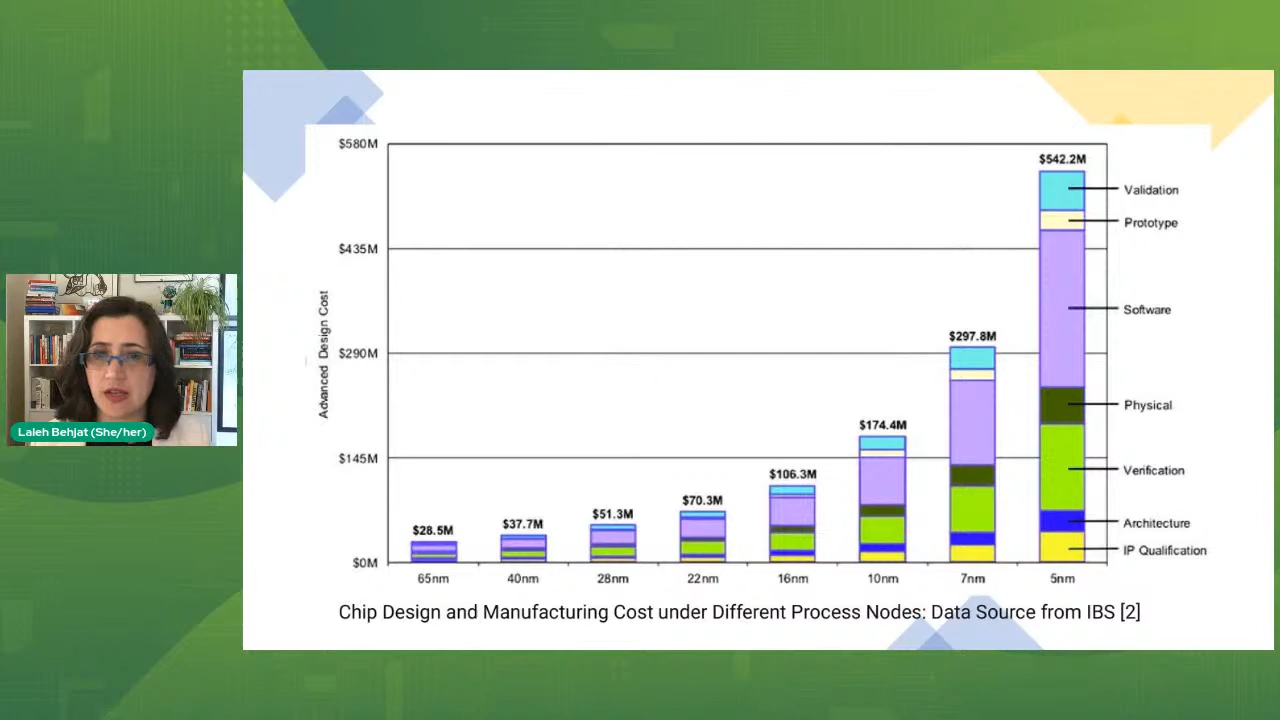 $580M
$435M
$290M
$145M
$0M
Advanced Design Cost
$28.5M
$37.7M
$51.3M
$70.3M
$106.3M
$174.4M
$297.8M
$542.2M
Validation
Prototype
Software
Physical
Verification
Architecture
IP Qualification
65nm 40nm 28nm 22nm 16nm 10nm 7nm 5nm
Chip Design and Manufacturing Cost under Different Process Nodes: Data Source from IBS [2]
Laleh Behjat (She/her)